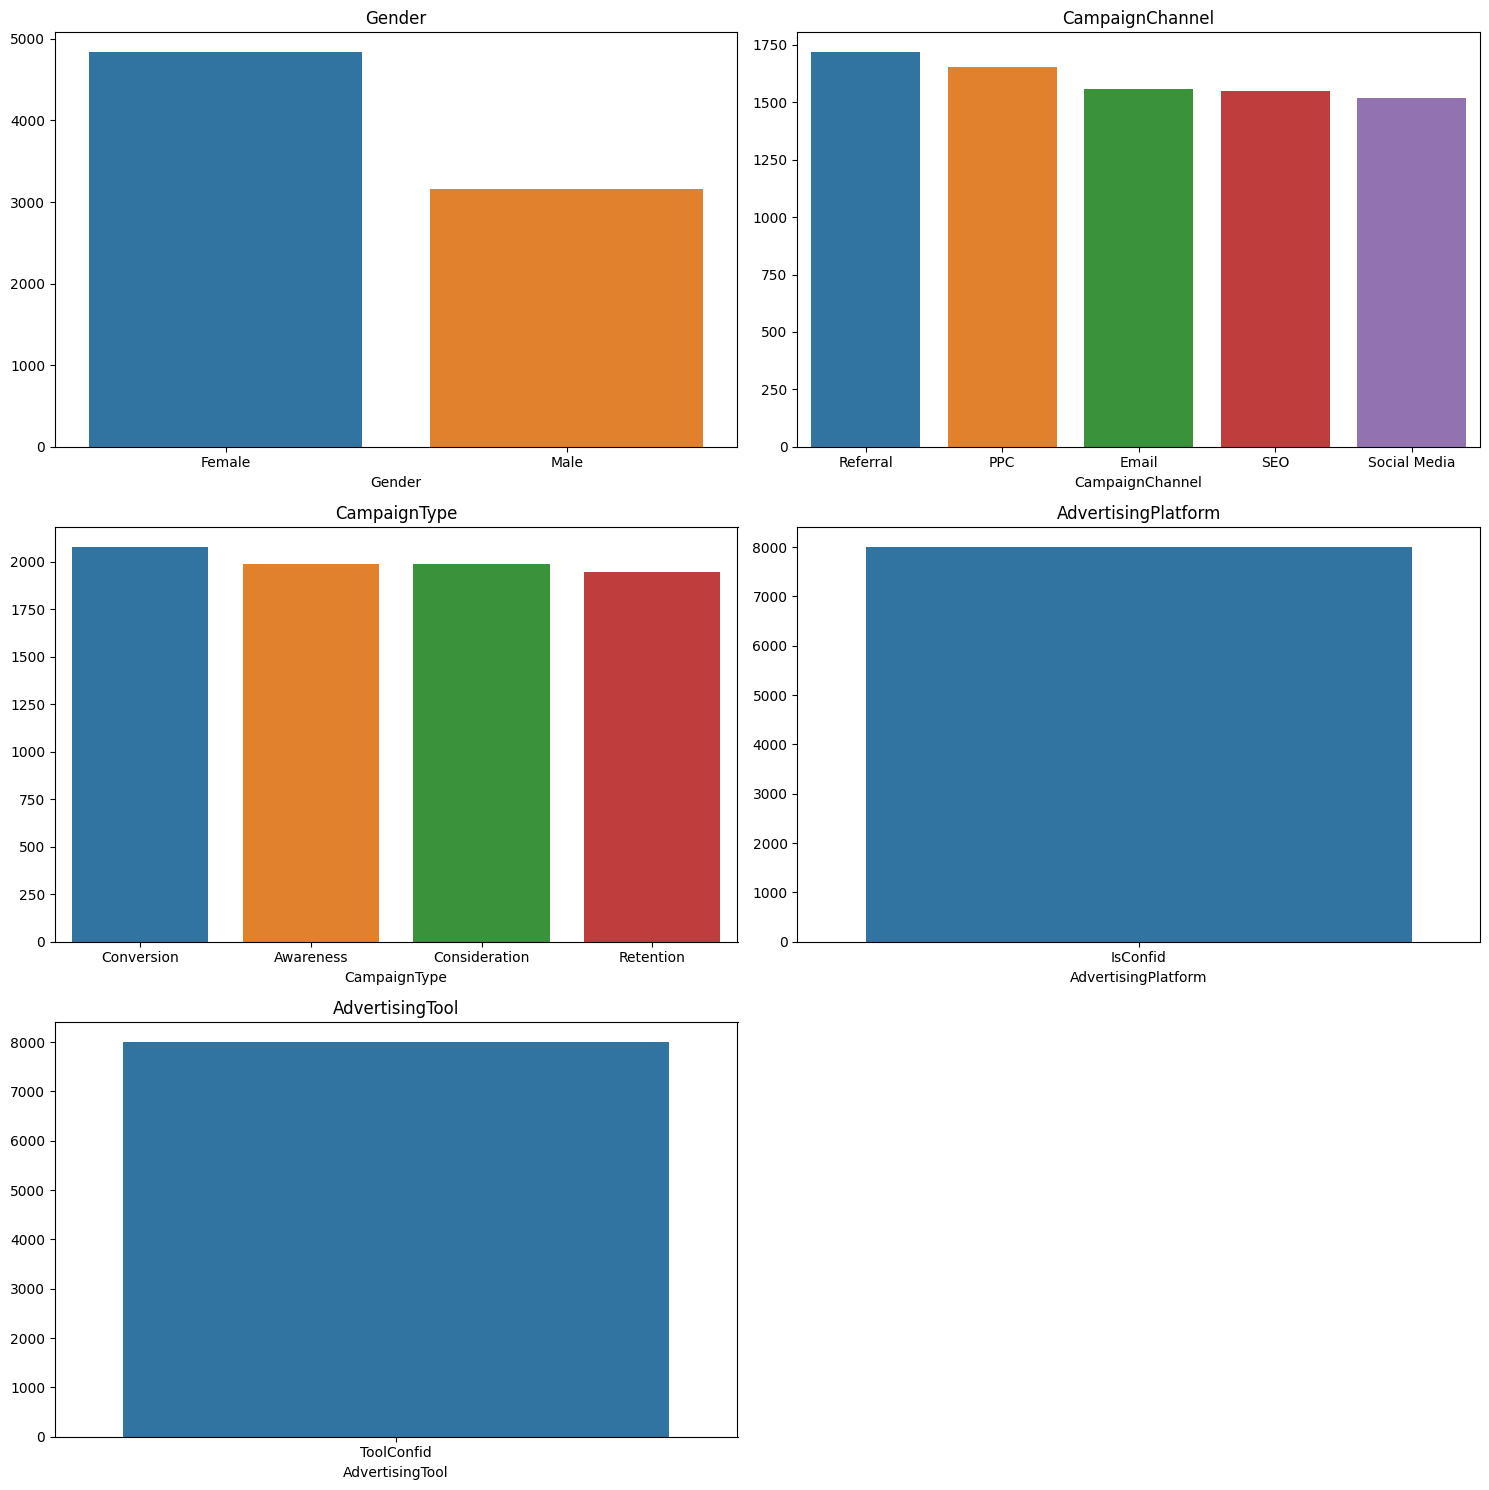 Gender
5000
4000
3000
2000
1000
0
Female Male
Gender
CampaignChannel
1750
1500
1250
1000
750
500
250
0
Referral PPC Email SEO Social Media
CampaignChannel
CampaignType
2000
1750
1500
1250
1000
750
500
250
0
Conversion Awareness Consideration Retention
CampaignType
AdvertisingPlatform
8000
7000
6000
5000
4000
3000
2000
1000
0
IsConfid
AdvertisingPlatform
AdvertisingTool
8000
7000
6000
5000
4000
3000
2000
1000
0
ToolConfid
AdvertisingTool